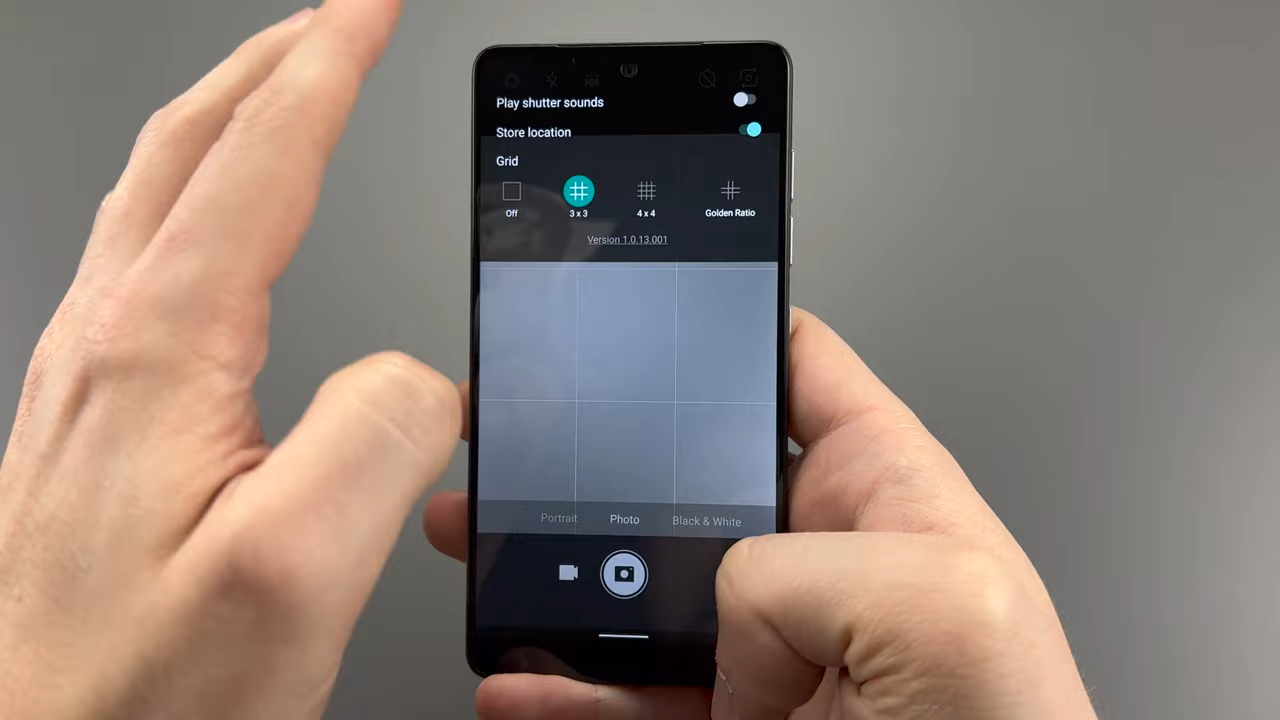 Play shutter sounds
Store location
Grid
Off 3 x 3 4 x 4 Golden Ratio
Version 1.0.13.001
Portrait Photo Black & White